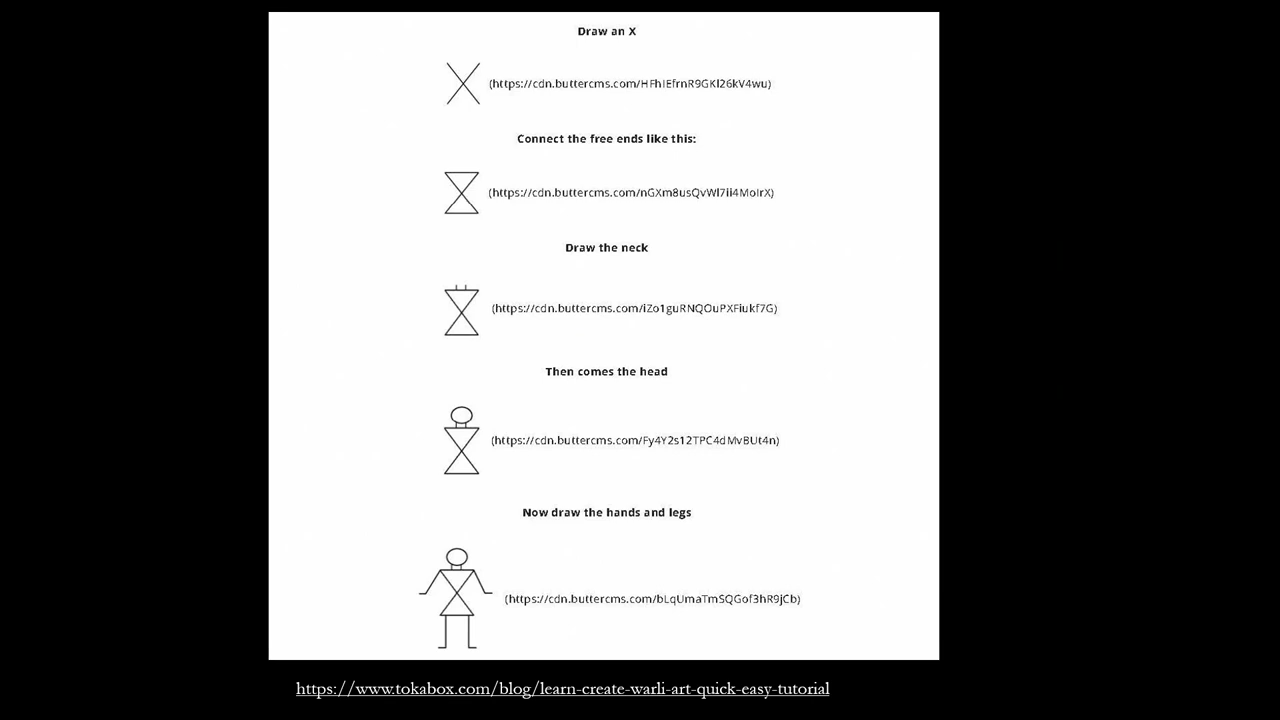 Draw an X
(https://cdn.buttercms.com/HFhIEfrnR9GKl26kV4wu)
Connect the free ends like this:
(https://cdn.buttercms.com/nGXm8usQvWl7ii4MoIrX)
Draw the neck
(https://cdn.buttercms.com/iZo1guRNQOuPXFiukf7G)
Then comes the head
(https://cdn.buttercms.com/Fy4Y2s12TPC4dMvBUt4n)
Now draw the hands and legs
(https://cdn.buttercms.com/bLqUmaTmSQGof3hR9jCb)
https://www.tokabox.com/blog/learn-create-warli-art-quick-easy-tutorial